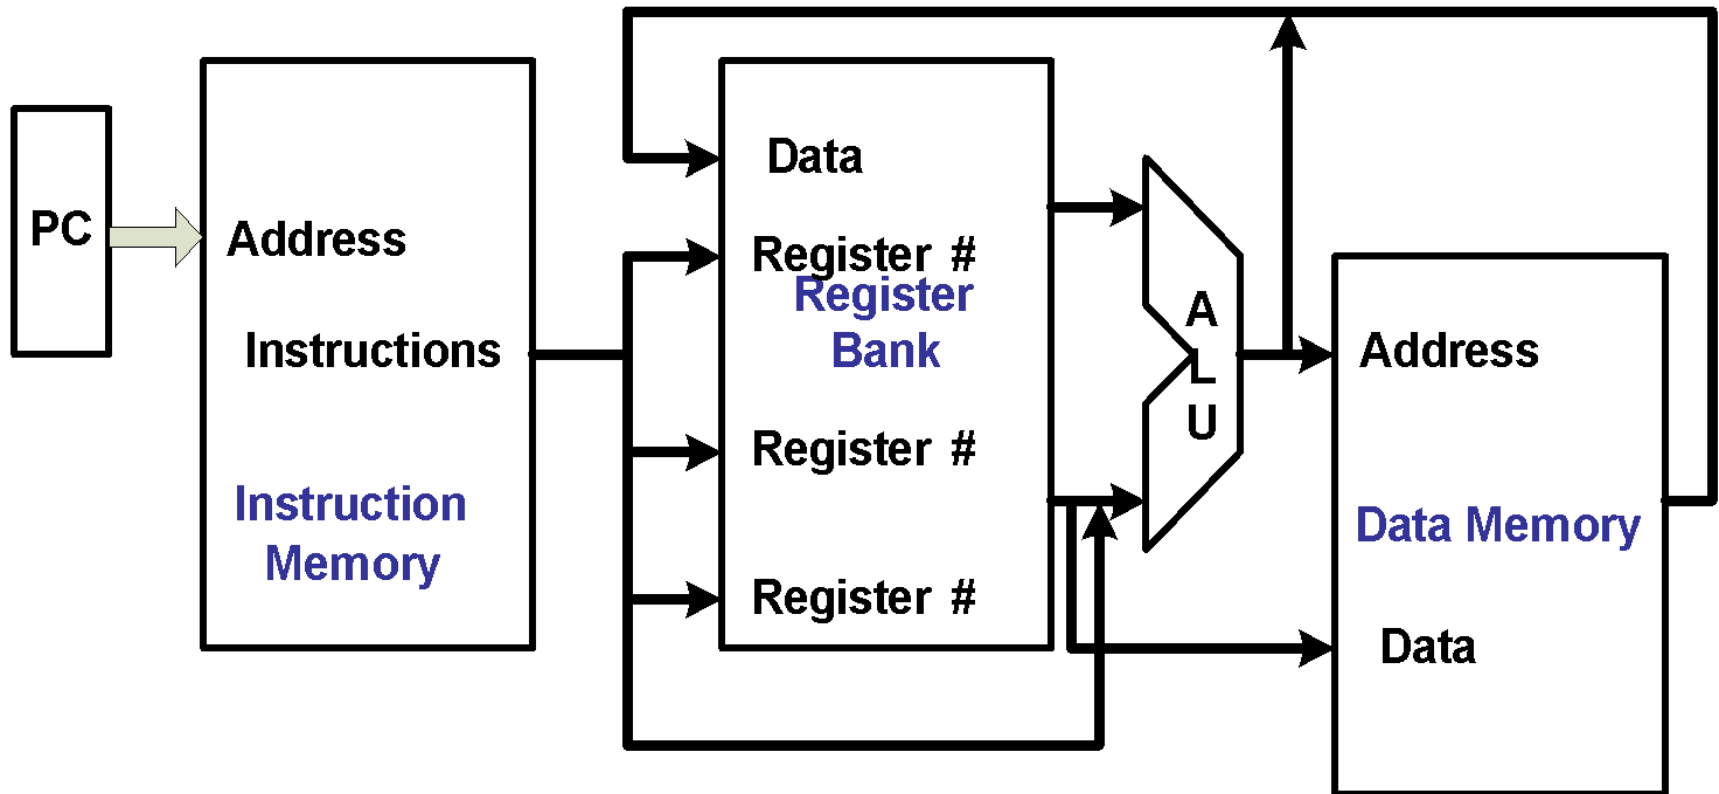 PC
Address
Instructions
Instruction
Memory
Data
Register #
Register
Bank
Register #
Register #
A
L
U
Address
Data Memory
Data